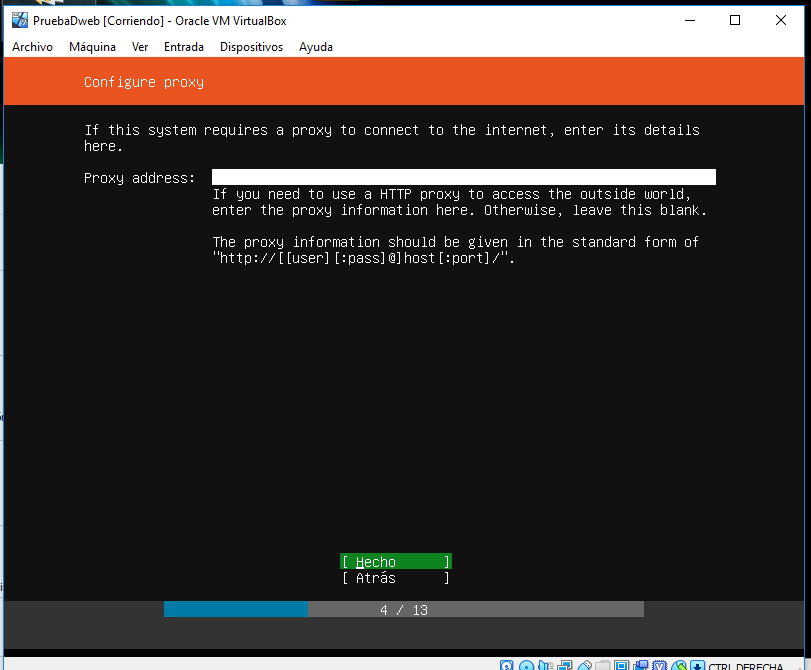 PruebaDweb [Corriendo] - Oracle VM VirtualBox
Archivo Máquina Ver Entrada Dispositivos Ayuda
Configure proxy
If this system requires a proxy to connect to the internet, enter its details
here.
Proxy address:
If you need to use a HTTP proxy to access the outside world,
enter the proxy information here. Otherwise, leave this blank.
The proxy information should be given in the standard form of
"http://[[user][:pass]@]host[:port]/".
[ Hecho ]
[ Atrás ]
4 / 13
CTRL DERECHA